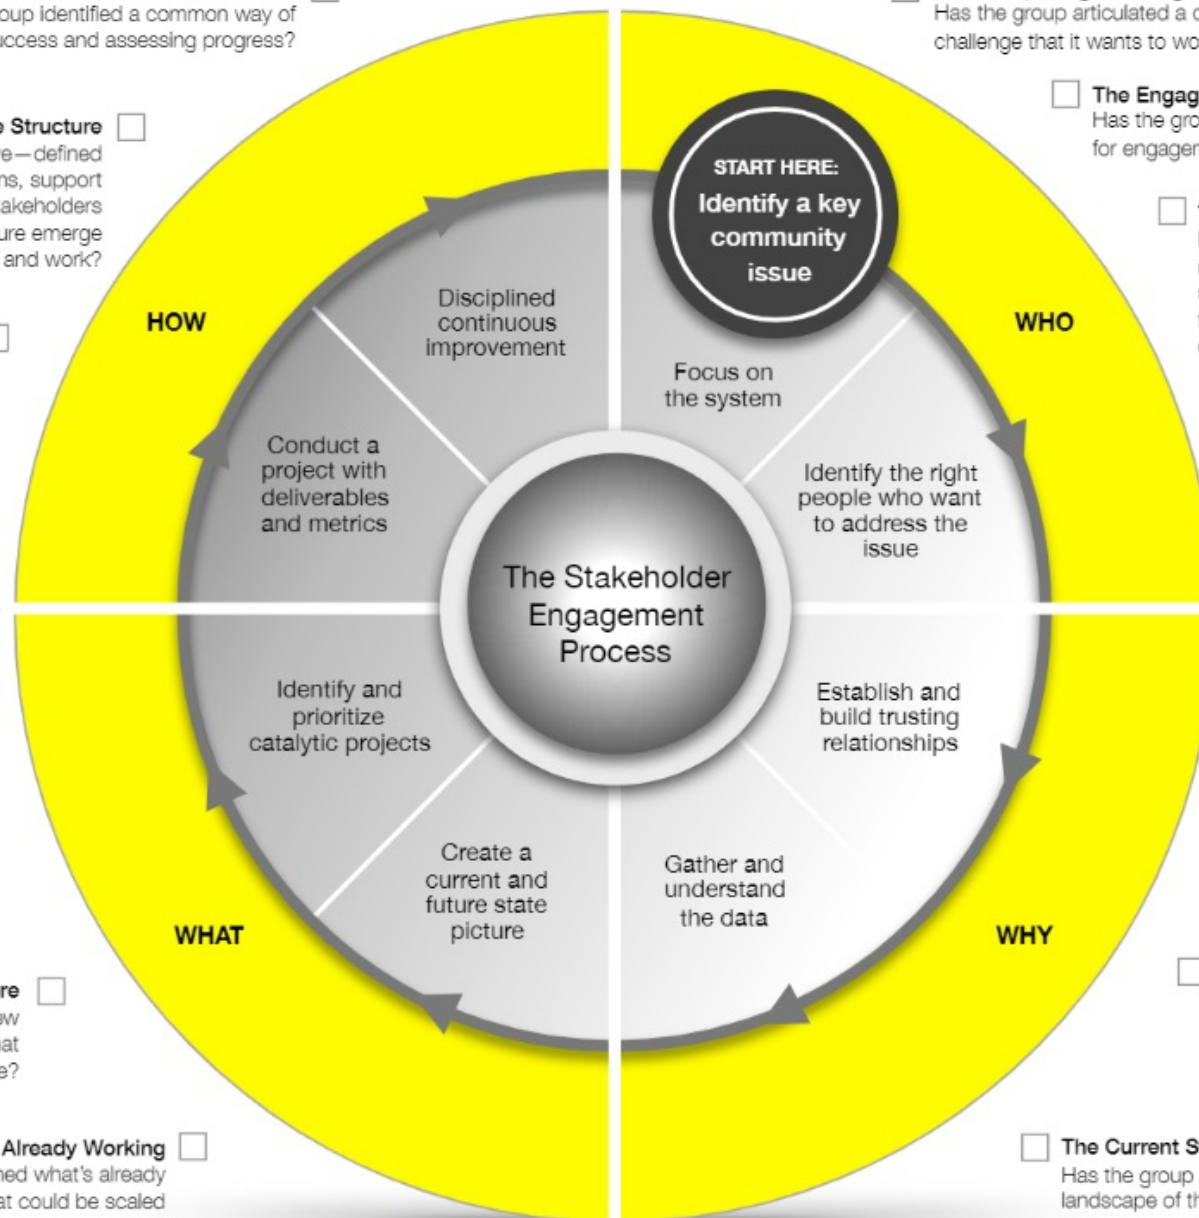 oup identified a common way of
uccess and assessing progress?
Has the group articulated a
challenge that it wants to
Structure
defined
support
akeholders
ure emerge
and work?
The Engag
Has the gro
for engagem
START HERE:
Identify a key
community
issue
HOW
WHO
Disciplined
continuous
improvement
Focus on
the system
Conduct a
project with
deliverables
and metrics
Identify the right
people who want
to address the
issue
The Stakeholder
Engagement
Process
Identify and
prioritize
catalytic projects
Establish and
build trusting
relationships
Create a
current and
future state
picture
Gather and
understand
the data
WHAT
WHY
re
ow
at
e?
Already Working
ned what's already
at could be scaled
The Current S
Has the group
landscape of th